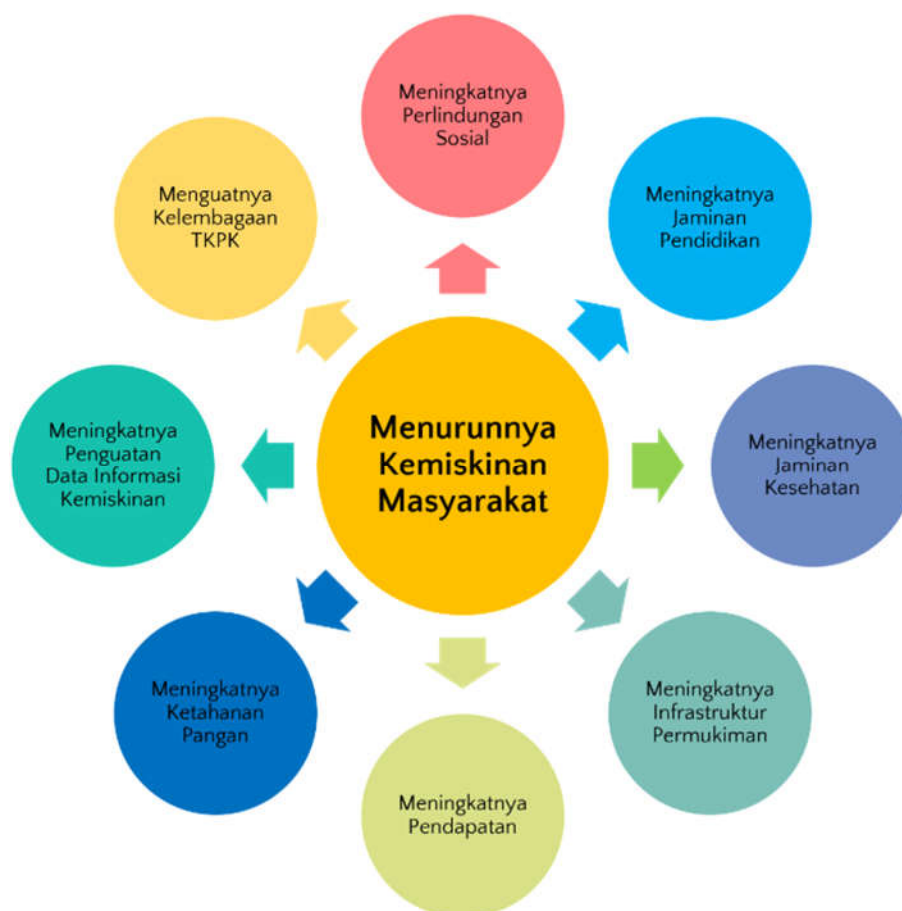 Meningkatnya
Perlindungan
Sosial
Meningkatnya
Jaminan
Pendidikan
Meningkatnya
Jaminan
Kesehatan
Meningkatnya
Infrastruktur
Permukiman
Meningkatnya
Pendapatan
Meningkatnya
Ketahanan
Pangan
Meningkatnya
Penguatan
Data Informasi
Kemiskinan
Menguatnya
Kelembagaan
TKPK
Menurunnya
Kemiskinan
Masyarakat